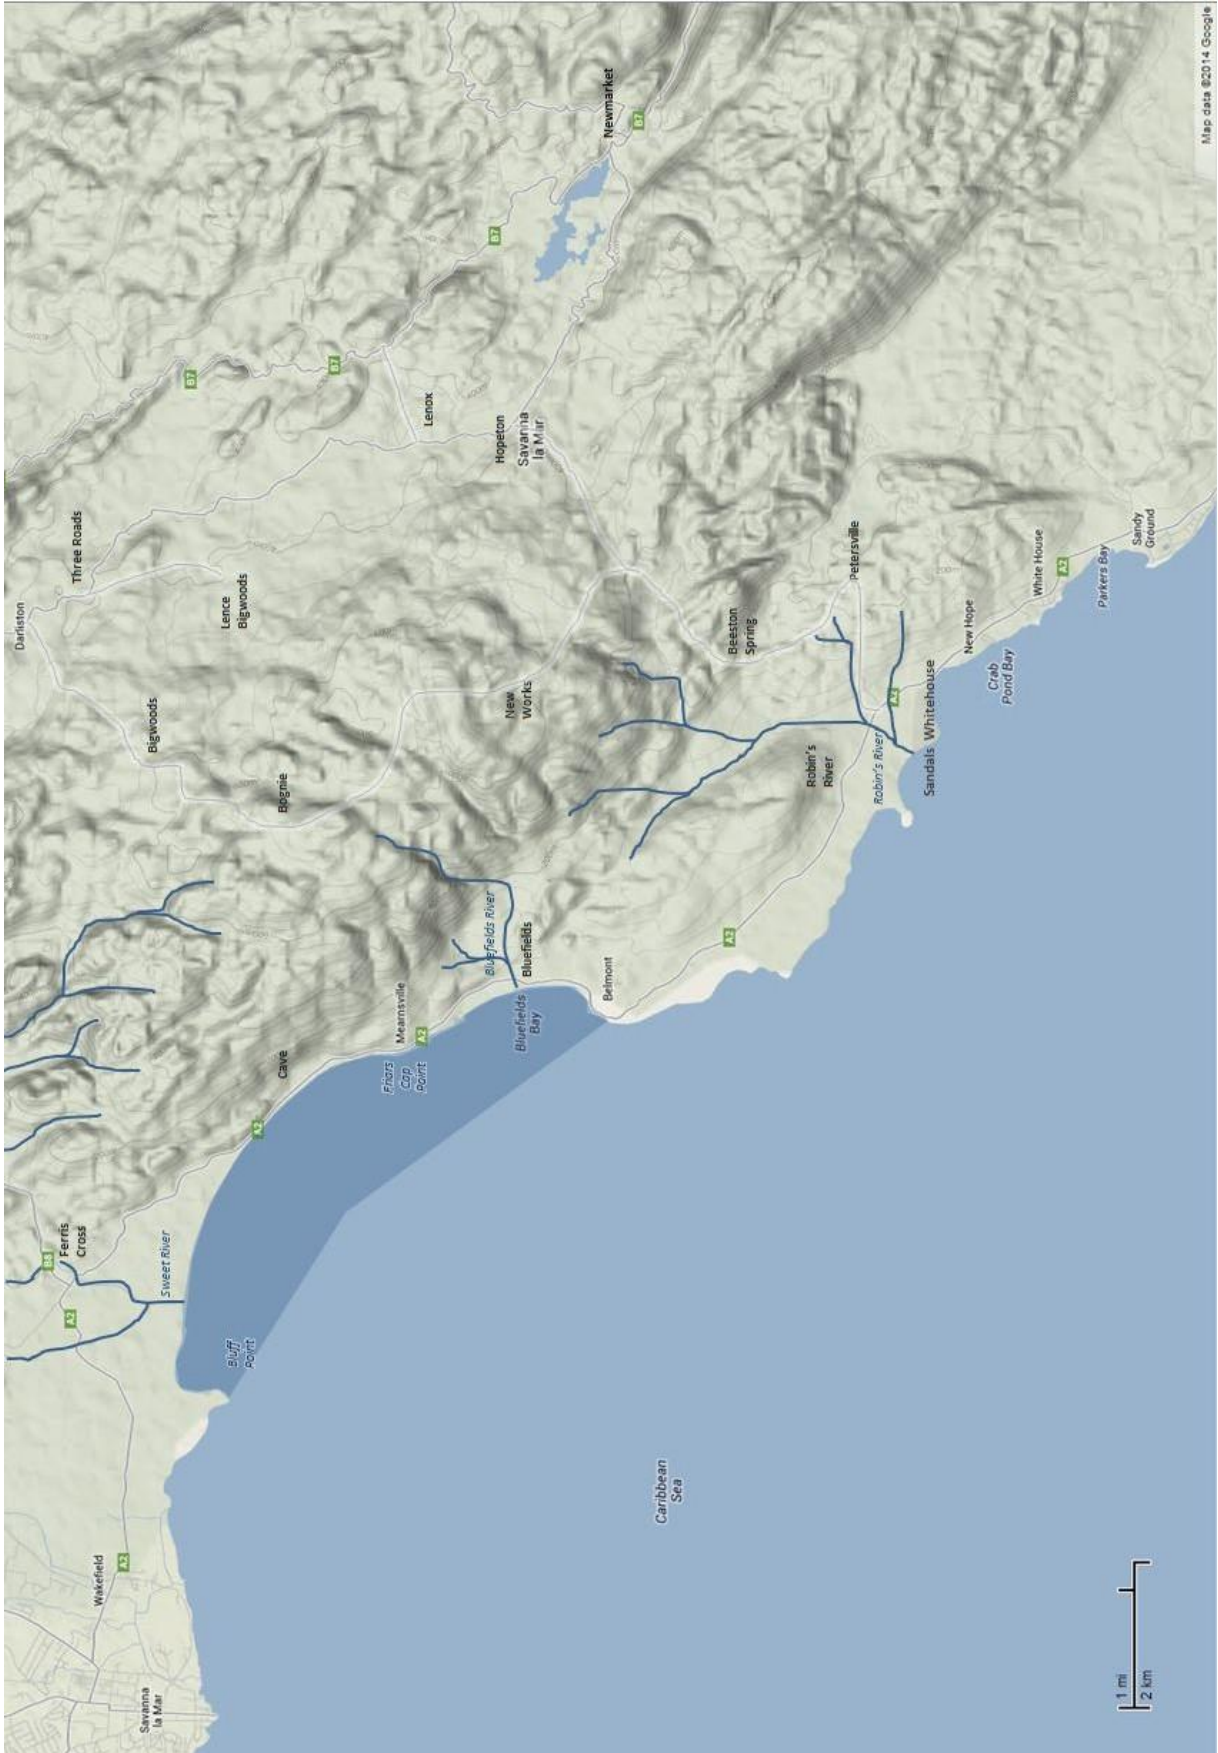 Darliston
Three Roads
Bigwoods
Lence
Bigwoods
Bognie
B7
B7
B7
B7
Newmarket
Lenox
Hopeton
Savanna
la Mar
New
Works
Beeston
Spring
Petersville
Robin's
River
Robin's River
A2
Sandals Whitehouse
New Hope
White House
A2
Crab
Pond Bay
Parkers Bay
Sandy
Ground
Bluefields River
Bluefields
Bluefields
Bay
Belmont
A2
Mearnsville
A2
Friars
Cap
Point
Cave
A2
Ferris
Cross
B8
A2
Sweet River
Bluff
Point
Wakefield
A2
Savanna
la Mar
Caribbean
Sea
1 mi
2 km
Map data ©2014 Google